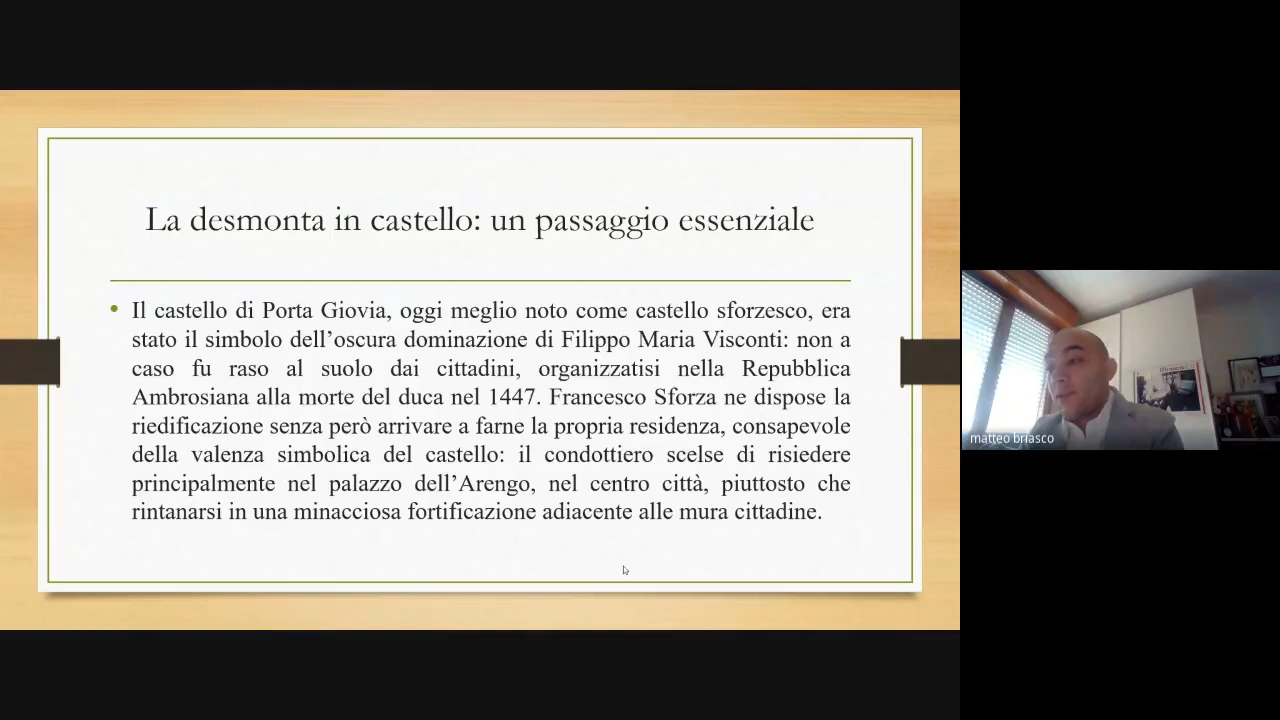 La desmonta in castello: un passaggio essenziale
Il castello di Porta Giovia, oggi meglio noto come castello sforzesco, era
stato il simbolo dell’oscura dominazione di Filippo Maria Visconti: non a
caso fu raso al suolo dai cittadini, organizzatisi nella Repubblica
Ambrosiana alla morte del duca nel 1447. Francesco Sforza ne dispose la
riedificazione senza però arrivare a farne la propria residenza, consapevole
della valenza simbolica del castello: il condottiero scelse di risiedere
principalmente nel palazzo dell’Arengo, nel centro città, piuttosto che
rintanarsi in una minacciosa fortificazione adiacente alle mura cittadine.
matteo briasco